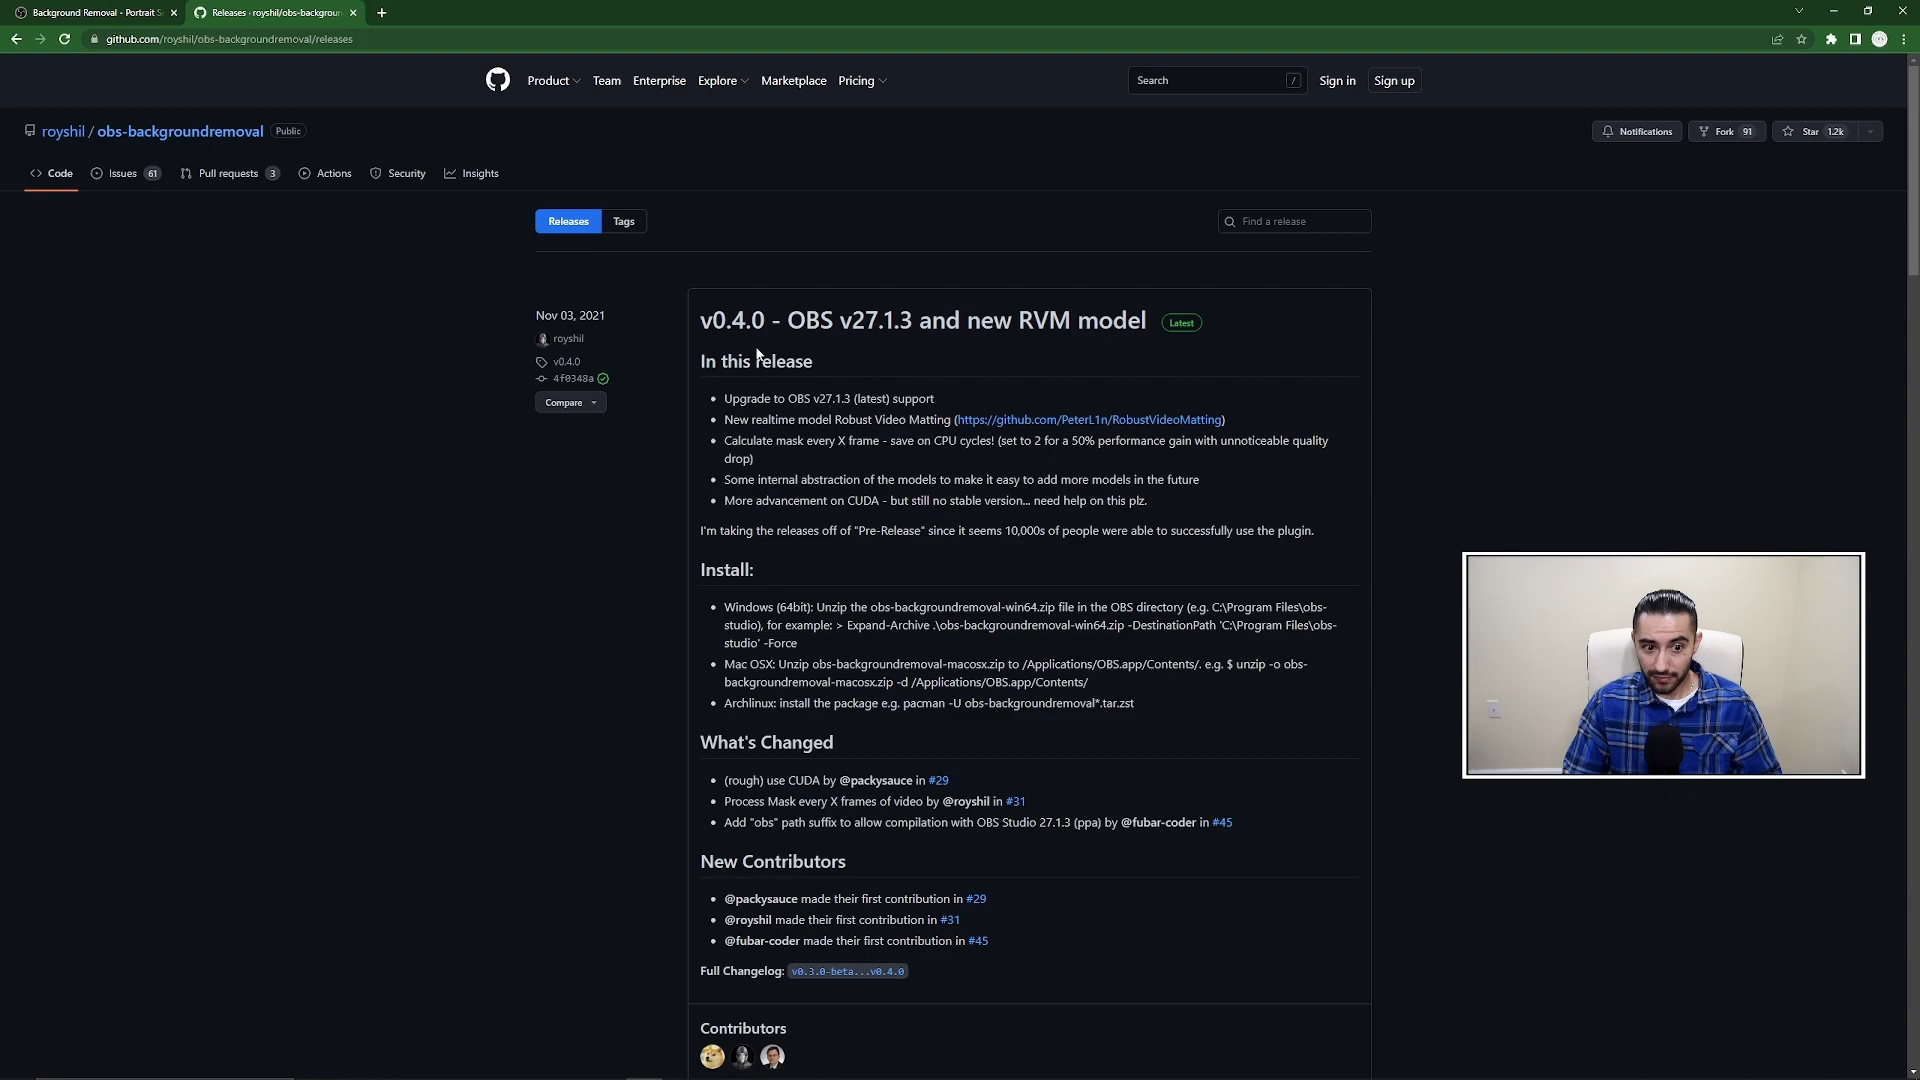 Background Removal - Portrait S
Releases · royshil/obs-backgroun
github.com/royshil/obs-backgroundremoval/releases
Product
Team
Enterprise
Explore
Marketplace
Pricing
Search
/
Sign in
Sign up
royshil / obs-backgroundremoval Public
Notifications
Fork 91
Star 1.2k
Code
Issues 61
Pull requests 3
Actions
Security
Insights
Releases
Tags
Find a release
Nov 03, 2021
royshil
v0.4.0
4f0348a
Compare
v0.4.0 - OBS v27.1.3 and new RVM model Latest
In this release
• Upgrade to OBS v27.1.3 (latest) support
• New realtime model Robust Video Matting (https://github.com/PeterL1n/RobustVideoMatting)
• Calculate mask every X frame - save on CPU cycles! (set to 2 for a 50% performance gain with unnoticeable quality
drop)
• Some internal abstraction of the models to make it easy to add more models in the future
• More advancement on CUDA - but still no stable version... need help on this plz.
I'm taking the releases off of "Pre-Release" since it seems 10,000s of people were able to successfully use the plugin.
Install:
• Windows (64bit): Unzip the obs-backgroundremoval-win64.zip file in the OBS directory (e.g. C:\Program Files\obs-
studio), for example: > Expand-Archive .\obs-backgroundremoval-win64.zip -DestinationPath 'C:\Program Files\obs-
studio' -Force
• Mac OSX: Unzip obs-backgroundremoval-macosx.zip to /Applications/OBS.app/Contents/. e.g. $ unzip -o obs-
backgroundremoval-macosx.zip -d /Applications/OBS.app/Contents/
• Archlinux: install the package e.g. pacman -U obs-backgroundremoval*.tar.zst
What's Changed
• (rough) use CUDA by @packysauce in #29
• Process Mask every X frames of video by @royshil in #31
• Add "obs" path suffix to allow compilation with OBS Studio 27.1.3 (ppa) by @fubar-coder in #45
New Contributors
• @packysauce made their first contribution in #29
• @royshil made their first contribution in #31
• @fubar-coder made their first contribution in #45
Full Changelog: v0.3.0-beta...v0.4.0
Contributors